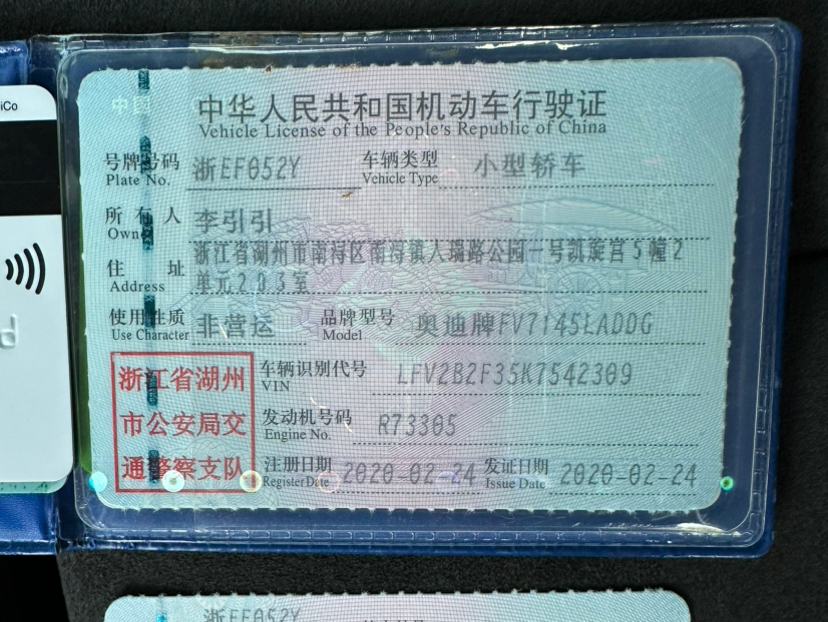 iCo
中华人民共和国机动车行驶证
Vehicle License of the People's Republic of China
号牌号码 浙EF052Y 车辆类型 小型轿车
Plate No. Vehicle Type
所有人 李引引
Owner
住址 浙江省湖州市南浔区南浔镇人瑞路公园一号凯旋宫5幢2
Address 单元203室
使用性质 非营运 品牌型号 奥迪牌FV7145LADDG
Use Character Model
浙江省湖州 车辆识别代号 LFV2B2F35K7542309
VIN
市公安局交 发动机号码 R73305
Engine No.
通警察支队 注册日期 2020-02-24 发证日期 2020-02-24
Register Date Issue Date
浙EF052Y